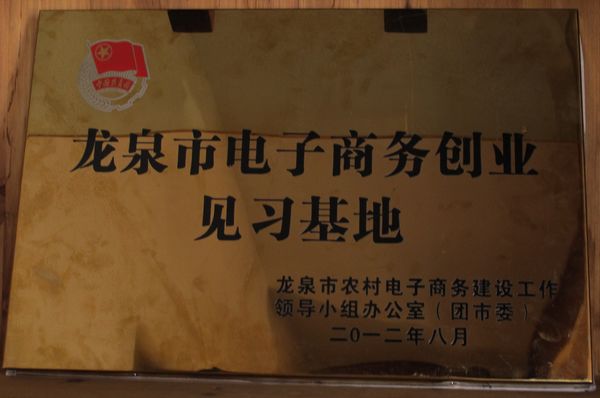 龙泉市电子商务创业
见习基地
龙泉市农村电子商务建设工作
领导小组办公室（团市委）
二0一二年八月